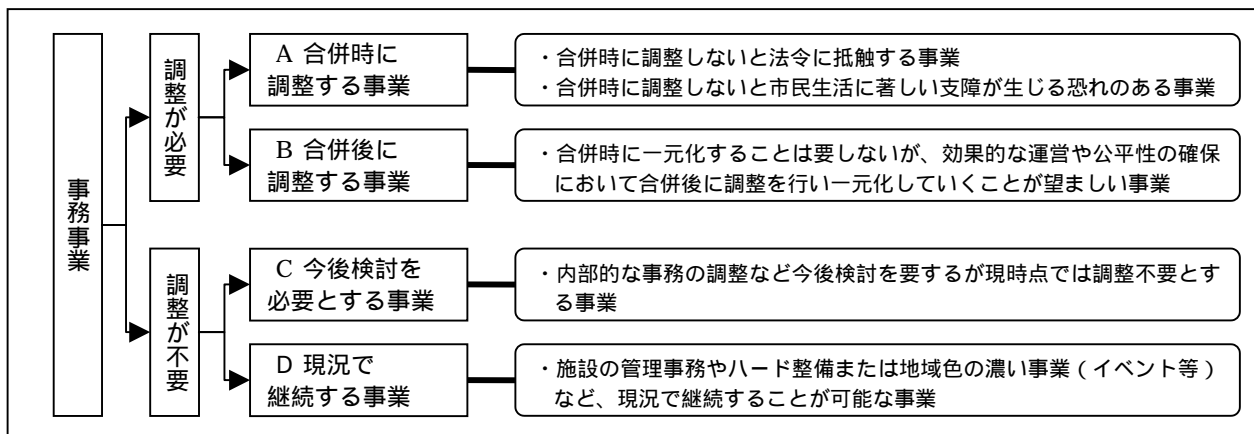 事務事業
調整が必要
A 合併時に
調整する事業
・合併時に調整しないと法令に抵触する事業
・合併時に調整しないと市民生活に著しい支障が生じる恐れのある事業
B 合併後に
調整する事業
・合併時に一元化することは要しないが、効果的な運営や公平性の確保
において合併後に調整を行い一元化していくことが望ましい事業
調整が不要
C 今後検討を
必要とする事業
・内部的な事務の調整など今後検討を要するが現時点では調整不要とす
る事業
D 現況で
継続する事業
・施設の管理事務やハード整備または地域色の濃い事業（イベント等）
など、現況で継続することが可能な事業